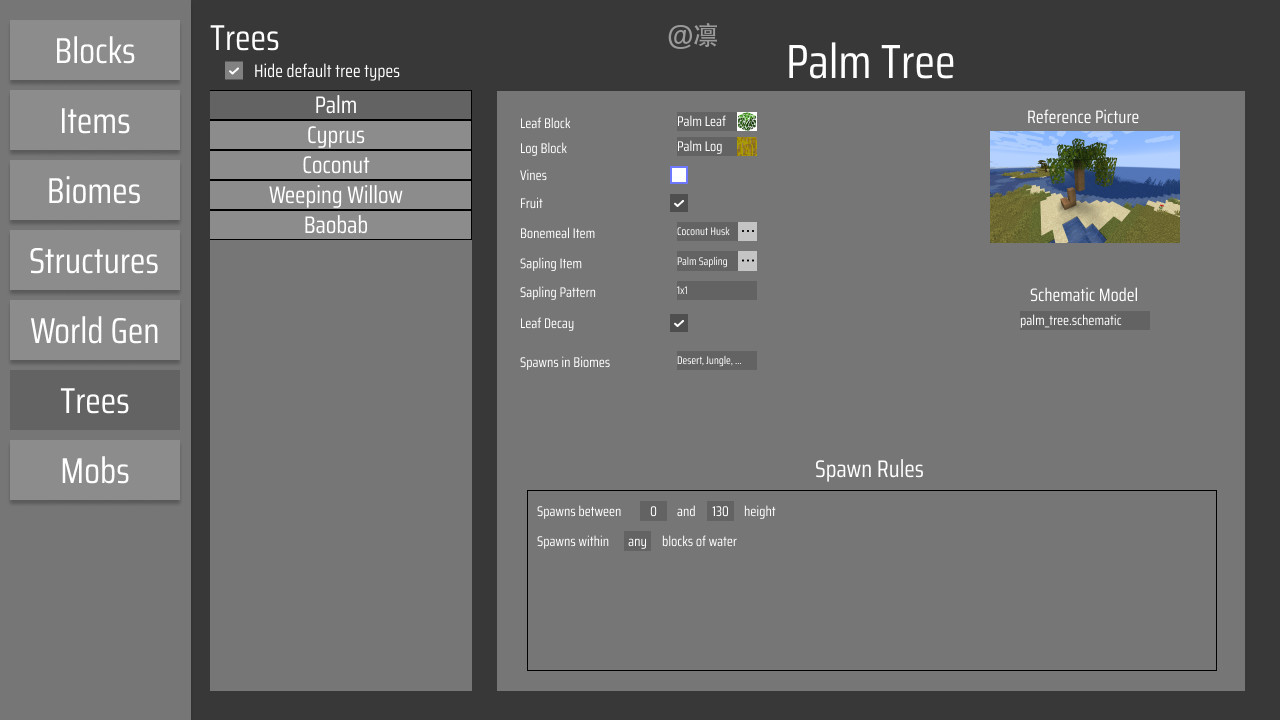 Blocks
Items
Biomes
Structures
World Gen
Trees
Mobs
Trees
Hide default tree types
Palm
Cyprus
Coconut
Weeping Willow
Baobab
@凛
Palm Tree
Leaf Block Palm Leaf
Log Block Palm Log
Vines
Fruit
Bonemeal Item Coconut Husk ...
Sapling Item Palm Sapling ...
Sapling Pattern 1x1
Leaf Decay
Spawns in Biomes Desert, Jungle, ...
Reference Picture
Schematic Model
palm_tree.schematic
Spawn Rules
Spawns between 0 and 130 height
Spawns within any blocks of water